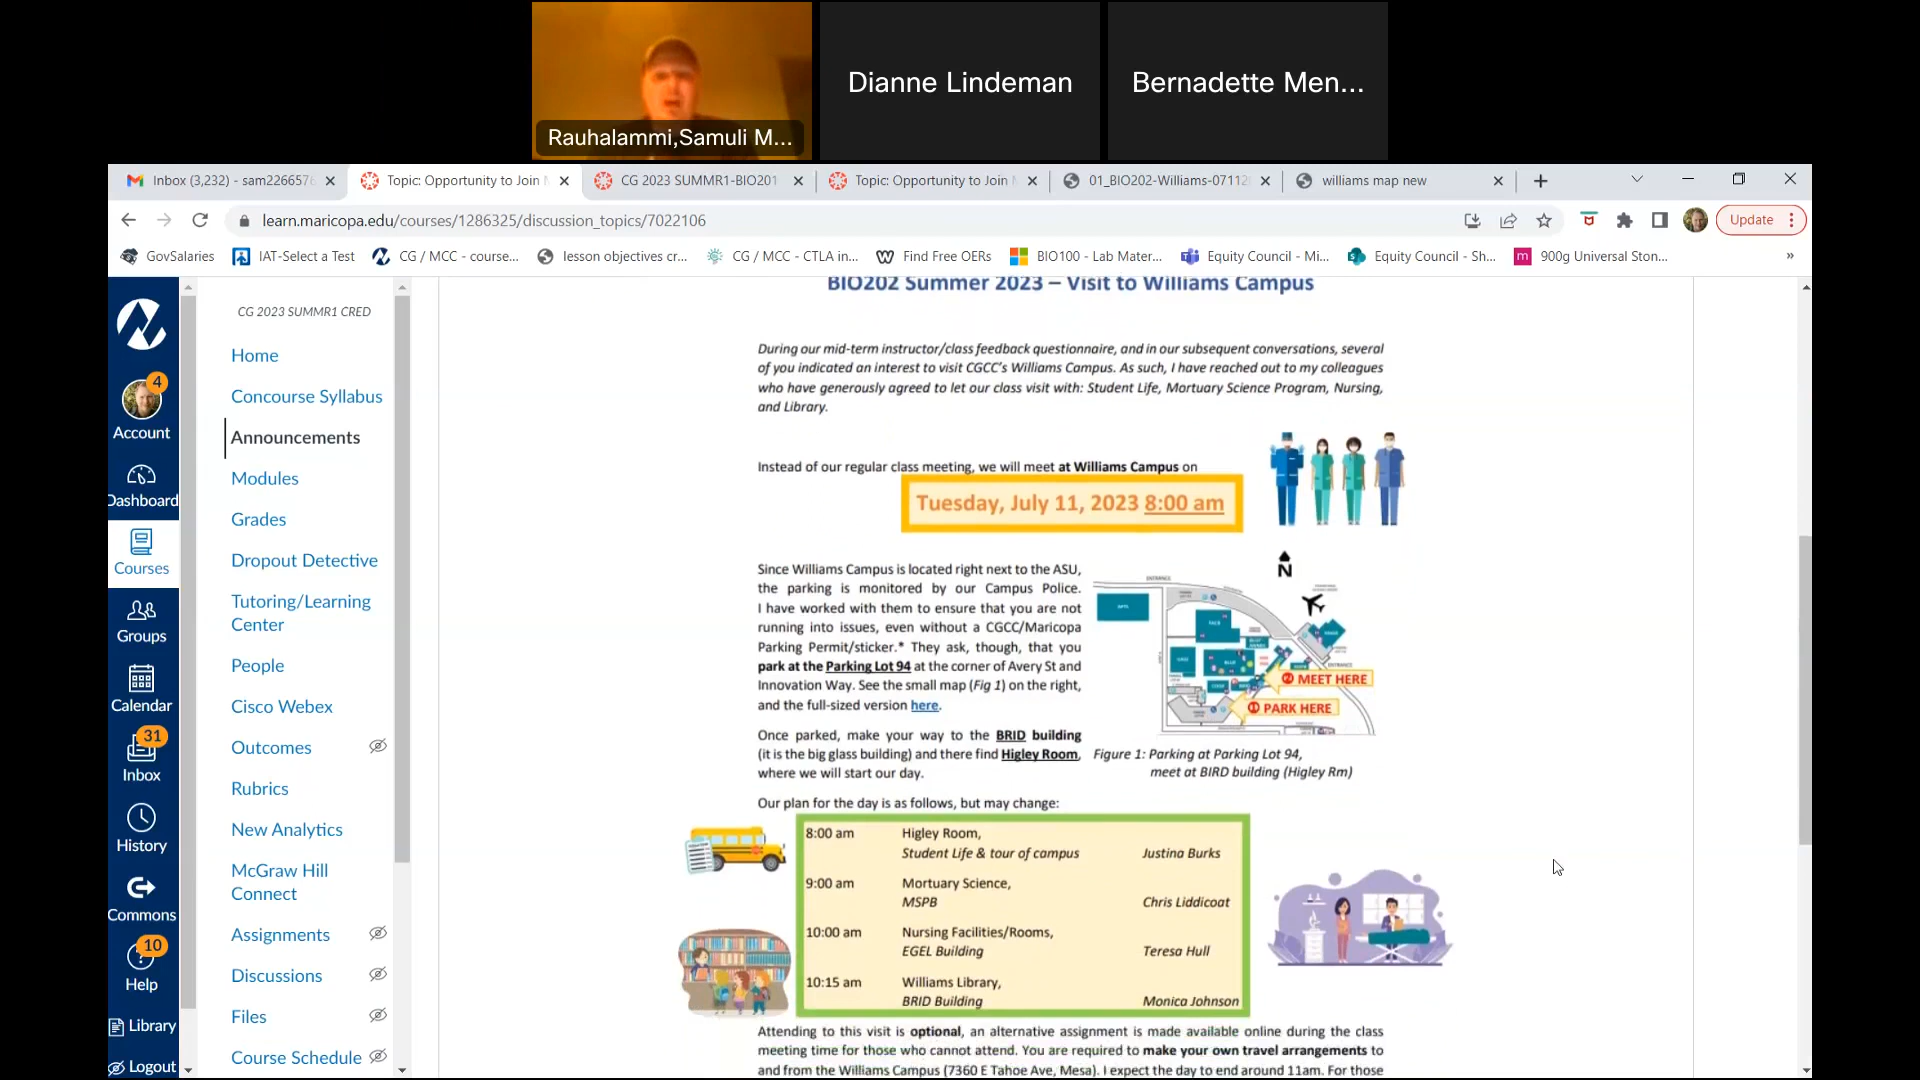 Dianne Lindeman
Bernadette Men...
Rauhalammi,Samuli M...
Inbox (3,232) - sam2266576
Topic: Opportunity to Join
CG 2023 SUMMR1-BIO201
Topic: Opportunity to Join
01_BIO202-Williams-07112
williams map new
learn.maricopa.edu/courses/1286325/discussion_topics/7022106
Update
GovSalaries
IAT-Select a Test
CG / MCC - course...
lesson objectives cr...
CG / MCC - CTLA in...
Find Free OERs
BIO100 - Lab Mater...
Equity Council - Mi...
Equity Council - Sh...
900g Universal Ston...
»
4
Account
Dashboard
Courses
Groups
Calendar
31
Inbox
History
Commons
10
Help
Library
Logout
CG 2023 SUMMR1 CRED
Home
Concourse Syllabus
Announcements
Modules
Grades
Dropout Detective
Tutoring/Learning
Center
People
Cisco Webex
Outcomes
Rubrics
New Analytics
McGraw Hill
Connect
Assignments
Discussions
Files
Course Schedule
BIO202 Summer 2023 – Visit to Williams Campus
During our mid-term instructor/class feedback questionnaire, and in our subsequent conversations, several
of you indicated an interest to visit CGCC's Williams Campus. As such, I have reached out to my colleagues
who have generously agreed to let our class visit with: Student Life, Mortuary Science Program, Nursing,
and Library.
Instead of our regular class meeting, we will meet at Williams Campus on
Tuesday, July 11, 2023 8:00 am
Since Williams Campus is located right next to the ASU,
the parking is monitored by our Campus Police.
I have worked with them to ensure that you are not
running into issues, even without a CGCC/Maricopa
Parking Permit/sticker.* They ask, though, that you
park at the Parking Lot 94 at the corner of Avery St and
Innovation Way. See the small map (Fig 1) on the right,
and the full-sized version here.
Once parked, make your way to the BRID building
(it is the big glass building) and there find Higley Room,
where we will start our day.
N
ENTRANCE
ENTRANCE
2 MEET HERE
1 PARK HERE
Figure 1: Parking at Parking Lot 94,
meet at BIRD building (Higley Rm)
Our plan for the day is as follows, but may change:
8:00 am Higley Room,
Student Life & tour of campus Justina Burks
9:00 am Mortuary Science,
MSPB Chris Liddicoat
10:00 am Nursing Facilities/Rooms,
EGEL Building Teresa Hull
10:15 am Williams Library,
BRID Building Monica Johnson
Attending to this visit is optional, an alternative assignment is made available online during the class
meeting time for those who cannot attend. You are required to make your own travel arrangements to
and from the Williams Campus (7360 E Tahoe Ave, Mesa). I expect the day to end around 11am. For those